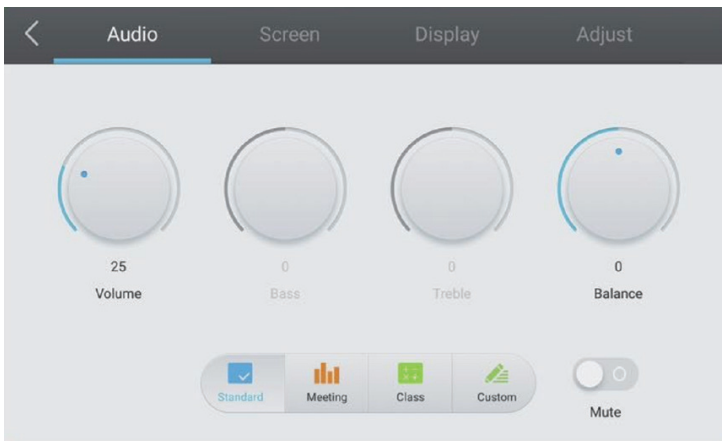 Audio Screen Display Adjust
25 0 0 0
Volume Bass Treble Balance
Standard Meeting Class Custom
Mute